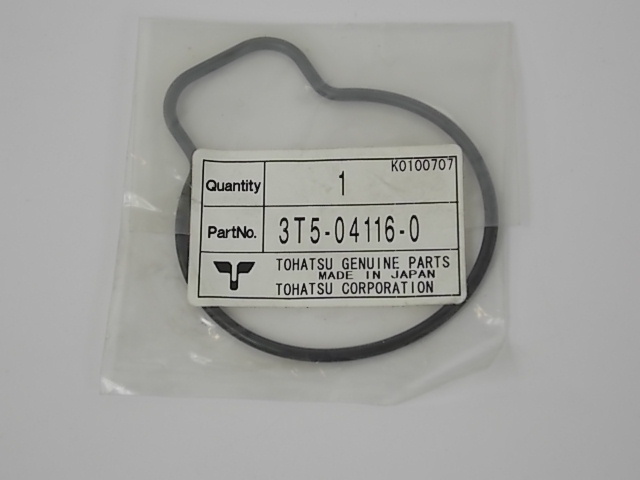 K0100707
Quantity 1
PartNo. 3T5-04116-0
TOHATSU GENUINE PARTS
MADE IN JAPAN
TOHATSU CORPORATION